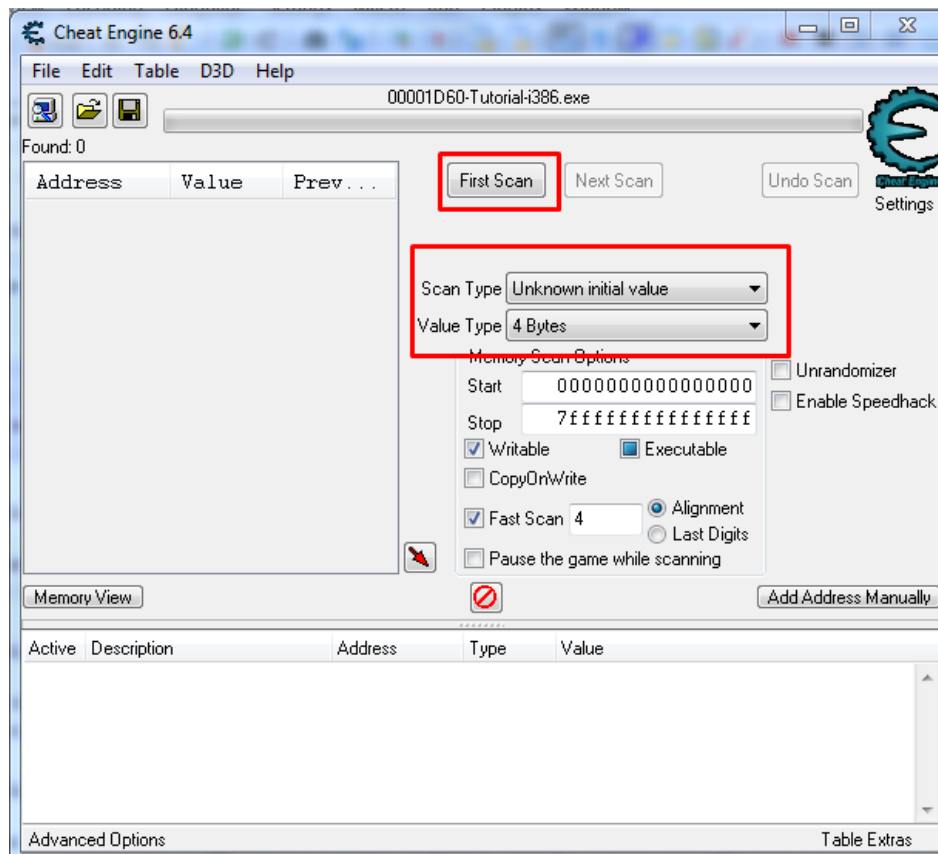 Cheat Engine 6.4
File Edit Table D3D Help
00001D60-Tutorial-i386.exe
Found: 0
Address Value Prev...
First Scan Next Scan Undo Scan
Cheat Engin
Settings
Scan Type Unknown initial value
Value Type 4 Bytes
Memory Scan Options
Start 0000000000000000
Unrandomizer
Stop 7fffffffffffffff
Enable Speedhack
Writable Executable
CopyOnWrite
Fast Scan 4 Alignment
Last Digits
Pause the game while scanning
Memory View Add Address Manually
Active Description Address Type Value
Advanced Options Table Extras